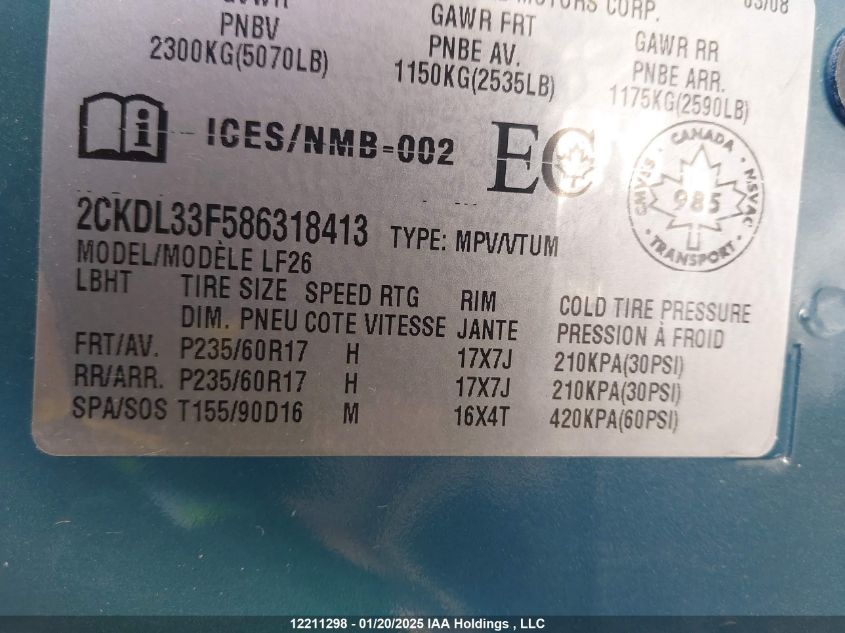 MOTORS CORP. 03/08
GVWR
PNBV
2300KG(5070LB)
GAWR FRT
PNBE AV.
1150KG(2535LB)
GAWR RR
PNBE ARR.
1175KG(2590LB)
i ICES/NMB-002 EC
CANADA
CMVSS 985 NSVAC
TRANSPORT
2CKDL33F586318413 TYPE: MPV/VTUM
MODEL/MODÈLE LF26
LBHT TIRE SIZE SPEED RTG RIM COLD TIRE PRESSURE
DIM. PNEU COTE VITESSE JANTE PRESSION À FROID
FRT/AV. P235/60R17 H 17X7J 210KPA(30PSI)
RR/ARR. P235/60R17 H 17X7J 210KPA(30PSI)
SPA/SOS T155/90D16 M 16X4T 420KPA(60PSI)
12211298 - 01/20/2025 IAA Holdings , LLC